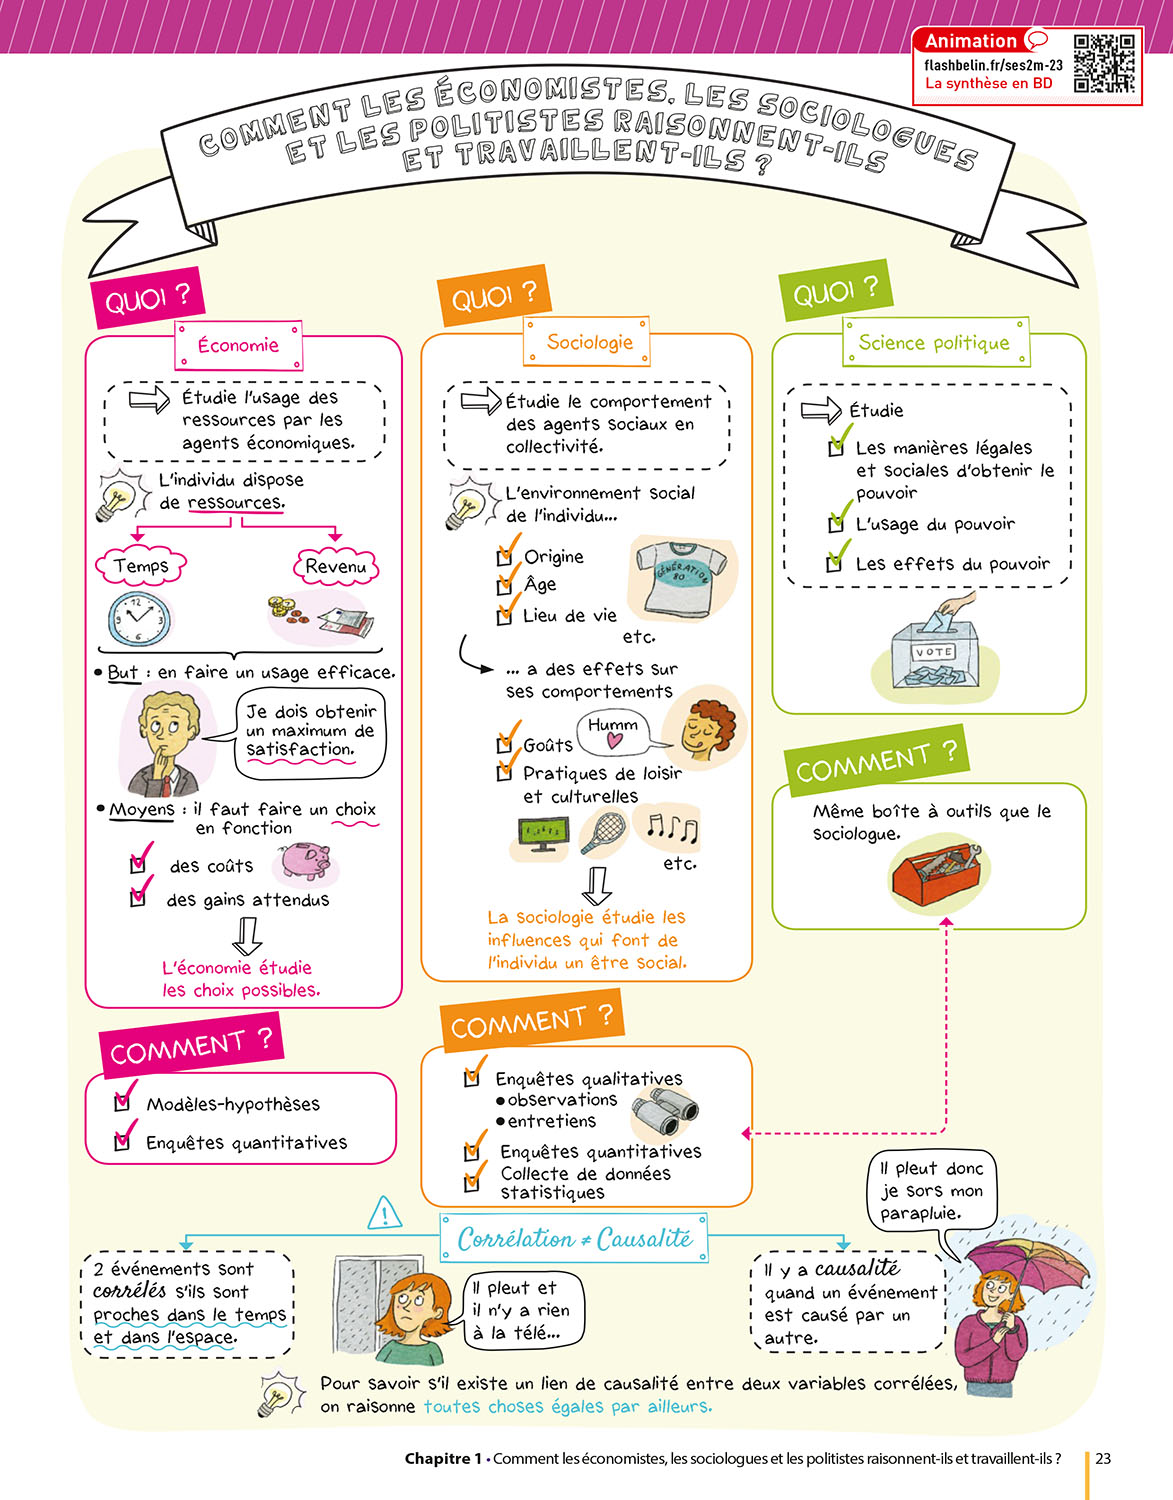 Animation
flashbelin.fr/ses2m-23
La synthèse en BD
COMMENT LES ÉCONOMISTES, LES SOCIOLOGUES
ET LES POLITISTES RAISONNENT-ILS
ET TRAVAILLENT-ILS ?
QUOI ?
Économie
Étudie l'usage des
ressources par les
agents économiques.
L'individu dispose
de ressources.
Temps
Revenu
12
3
6
9
• But : en faire un usage efficace.
Je dois obtenir
un maximum de
satisfaction.
• Moyens : il faut faire un choix
en fonction
des coûts
des gains attendus
L'économie étudie
les choix possibles.
COMMENT ?
Modèles-hypothèses
Enquêtes quantitatives
QUOI ?
Sociologie
Étudie le comportement
des agents sociaux en
collectivité.
L'environnement social
de l'individu...
Origine
Âge
Lieu de vie
etc.
GÉNÉRATION
80
... a des effets sur
ses comportements
Goûts
Humm
Pratiques de loisir
et culturelles
etc.
La sociologie étudie les
influences qui font de
l'individu un être social.
COMMENT ?
Enquêtes qualitatives
• observations
• entretiens
Enquêtes quantitatives
Collecte de données
statistiques
QUOI ?
Science politique
Étudie
Les manières légales
et sociales d'obtenir le
pouvoir
L'usage du pouvoir
Les effets du pouvoir
VOTE
COMMENT ?
Même boîte à outils que le
sociologue.
!
Corrélation ≠ Causalité
2 événements sont
corrélés s'ils sont
proches dans le temps
et dans l'espace.
Il pleut et
il n'y a rien
à la télé...
Il y a causalité
quand un événement
est causé par un
autre.
Il pleut donc
je sors mon
parapluie.
Pour savoir s'il existe un lien de causalité entre deux variables corrélées,
on raisonne toutes choses égales par ailleurs.
Chapitre 1 • Comment les économistes, les sociologues et les politistes raisonnent-ils et travaillent-ils ?
23